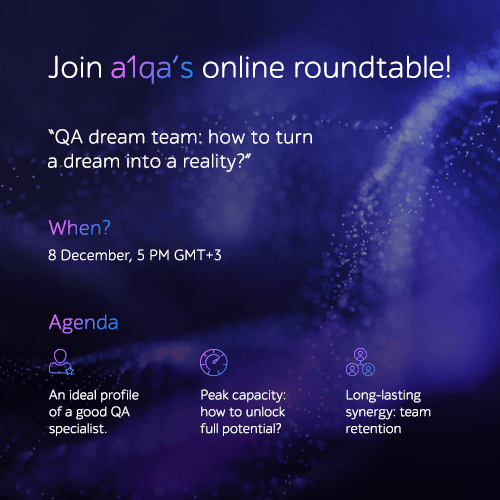 Join a1qa's online roundtable!
"QA dream team: how to turn
a dream into a reality?"
When?
8 December, 5 PM GMT+3
Agenda
An ideal profile
of a good QA
specialist.
Peak capacity:
how to unlock
full potential?
Long-lasting
synergy: team
retention